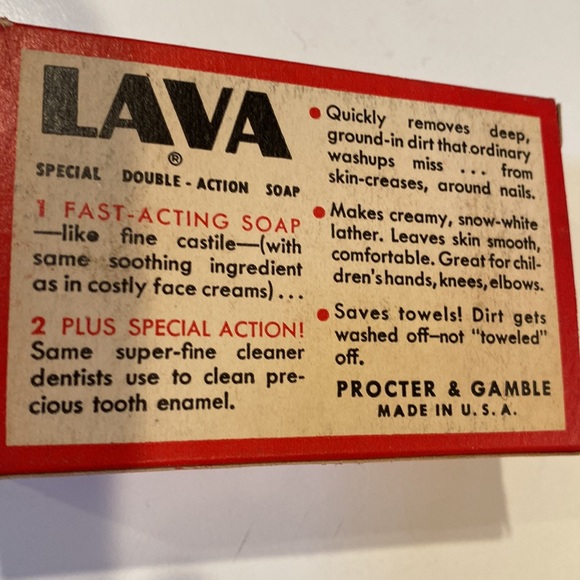 LAVA
®
SPECIAL DOUBLE-ACTION SOAP
1 FAST-ACTING SOAP
—like fine castile—(with
same soothing ingredient
as in costly face creams)...
2 PLUS SPECIAL ACTION!
Same super-fine cleaner
dentists use to clean pre-
cious tooth enamel.
• Quickly removes deep,
ground-in dirt that ordinary
washups miss ... from
skin-creases, around nails.
• Makes creamy, snow-white
lather. Leaves skin smooth,
comfortable. Great for chil-
dren's hands, knees, elbows.
• Saves towels! Dirt gets
washed off—not "toweled"
off.
PROCTER & GAMBLE
MADE IN U.S.A.